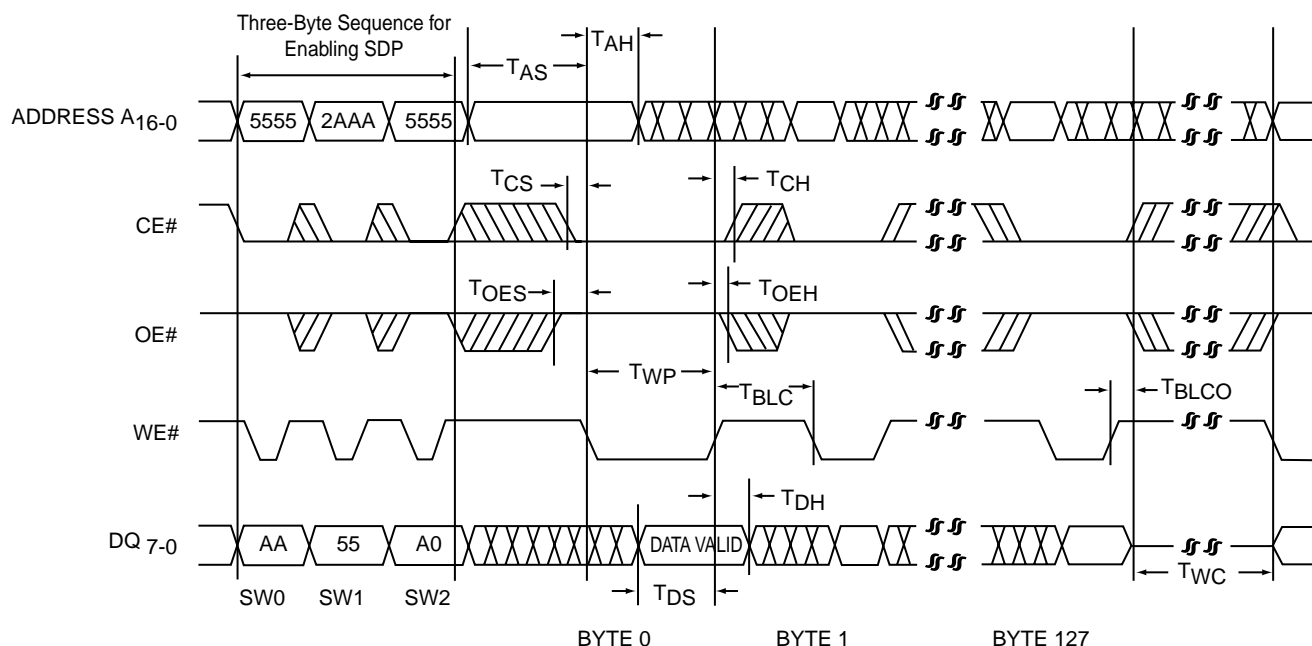 Three-Byte Sequence for
Enabling SDP
TAH
TAS
ADDRESS A16-0
5555 2AAA 5555
TCS
TCH
CE#
TOES
TOEH
OE#
TWP
TBLC
TBLCO
WE#
TDH
DQ 7-0
AA 55 A0
DATA VALID
TWC
SW0 SW1 SW2
TDS
BYTE 0 BYTE 1 BYTE 127